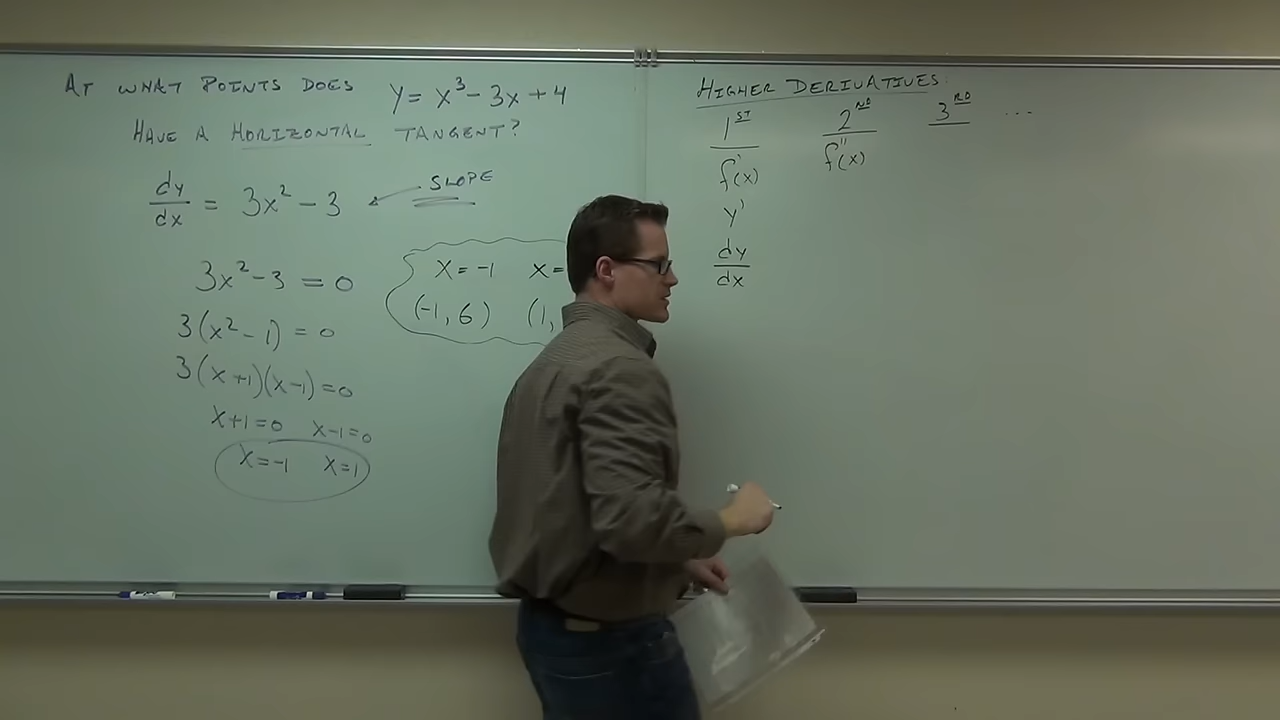 AT WHAT POINTS DOES y = x³ - 3x + 4
HAVE A HORIZONTAL TANGENT?
dy/dx = 3x² - 3 ← SLOPE
3x² - 3 = 0
3(x² - 1) = 0
3(x+1)(x-1) = 0
x+1=0 x-1=0
x=-1 x=1
x=-1 x=
(-1, 6) (1,
HIGHER DERIVATIVES
1ST 2ND 3RD ...
f'(x) f''(x)
y'
dy/dx